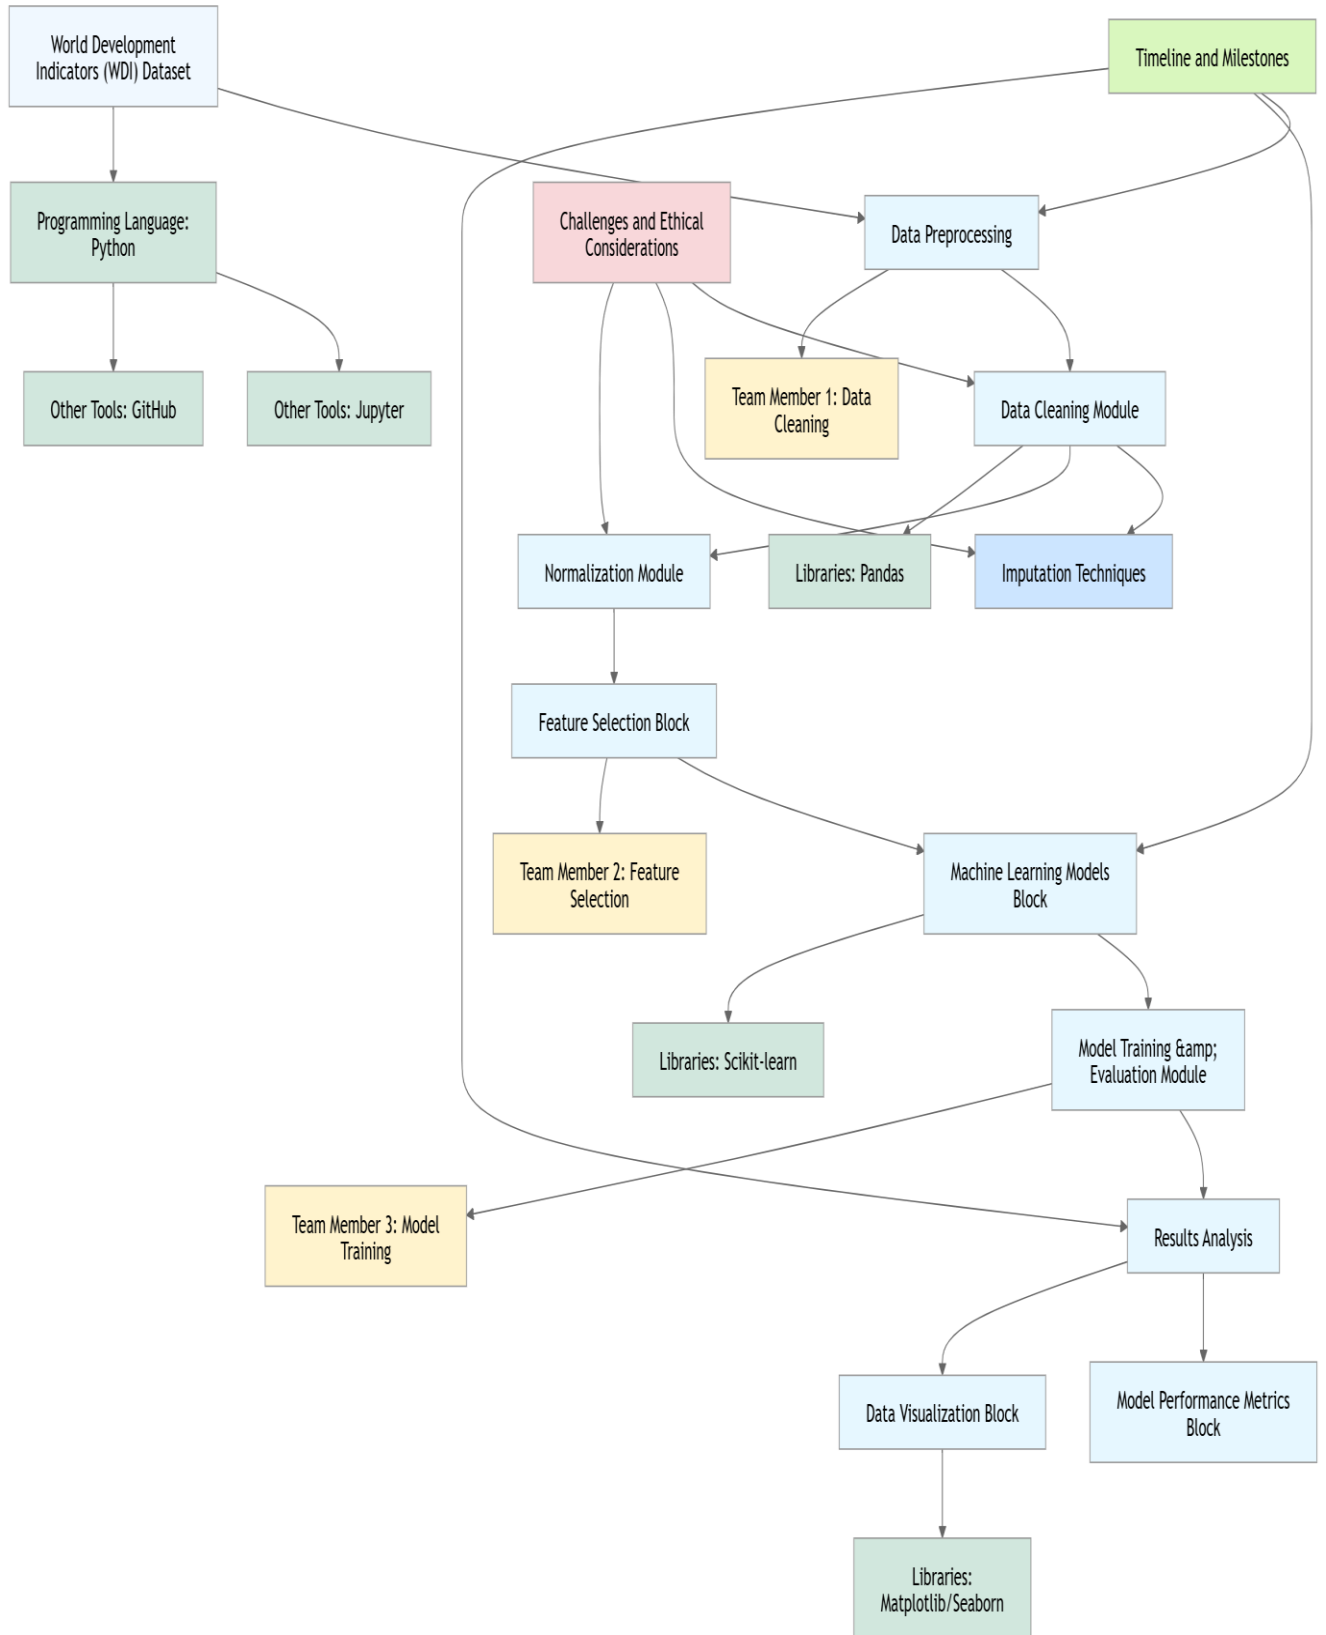 World Development
Indicators (WDI) Dataset
Timeline and Milestones
Programming Language:
Python
Challenges and Ethical
Considerations
Data Preprocessing
Other Tools: GitHub
Other Tools: Jupyter
Team Member 1: Data
Cleaning
Data Cleaning Module
Normalization Module
Libraries: Pandas
Imputation Techniques
Feature Selection Block
Team Member 2: Feature
Selection
Machine Learning Models
Block
Libraries: Scikit-learn
Model Training &amp;
Evaluation Module
Team Member 3: Model
Training
Results Analysis
Data Visualization Block
Model Performance Metrics
Block
Libraries:
Matplotlib/Seaborn